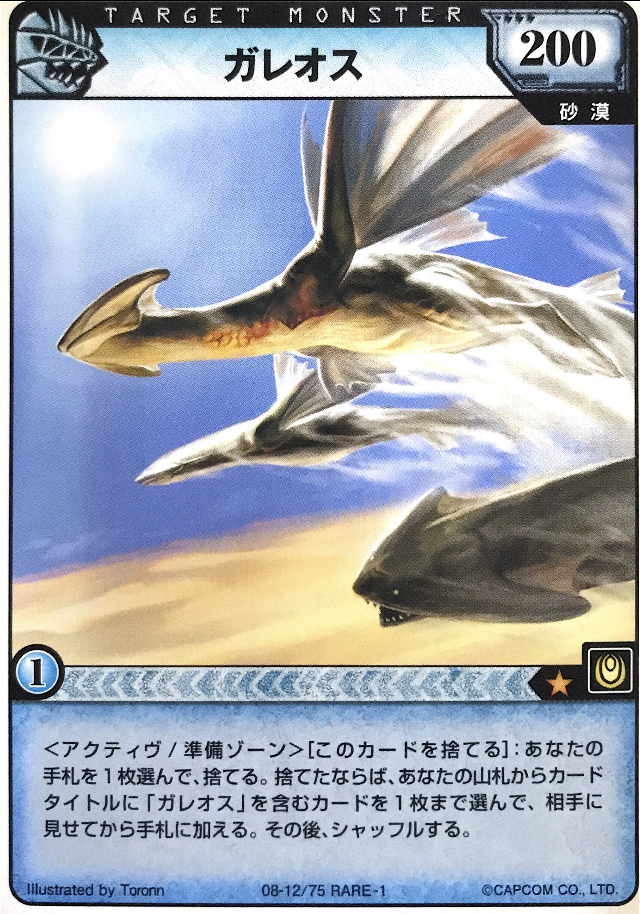 TARGET MONSTER
ガレオス
200
砂漠
1
<アクティヴ / 準備ゾーン>[このカードを捨てる]:あなたの
手札を1枚選んで、捨てる。捨てたならば、あなたの山札からカード
タイトルに「ガレオス」を含むカードを1枚まで選んで、相手に
見せてから手札に加える。その後、シャッフルする。
Illustrated by Toronn 08-12/75 RARE-1 ©CAPCOM CO., LTD.